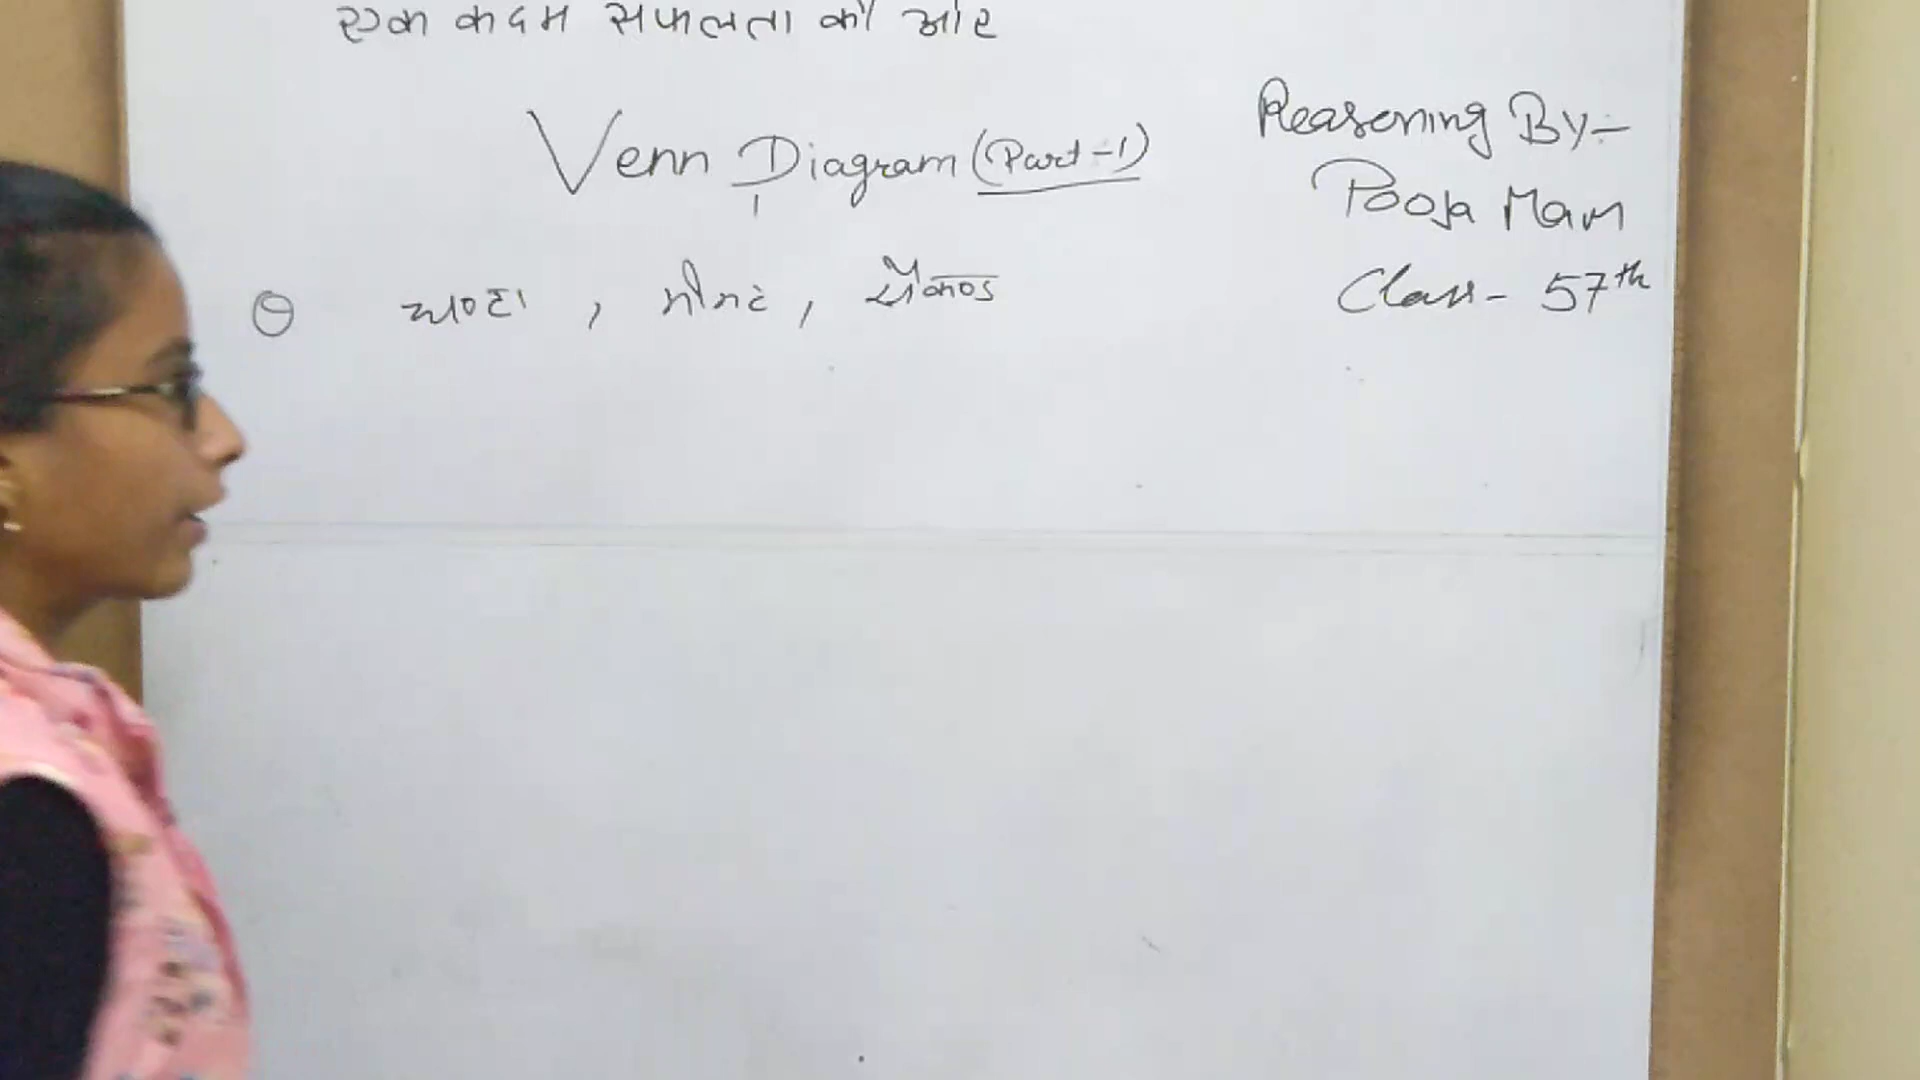 एक कदम सफलता की ओर
Venn Diagram (Part-1)
Reasoning By:-
Pooja Mam
Class- 57th
घण्टा , मीनट , सैकण्ड